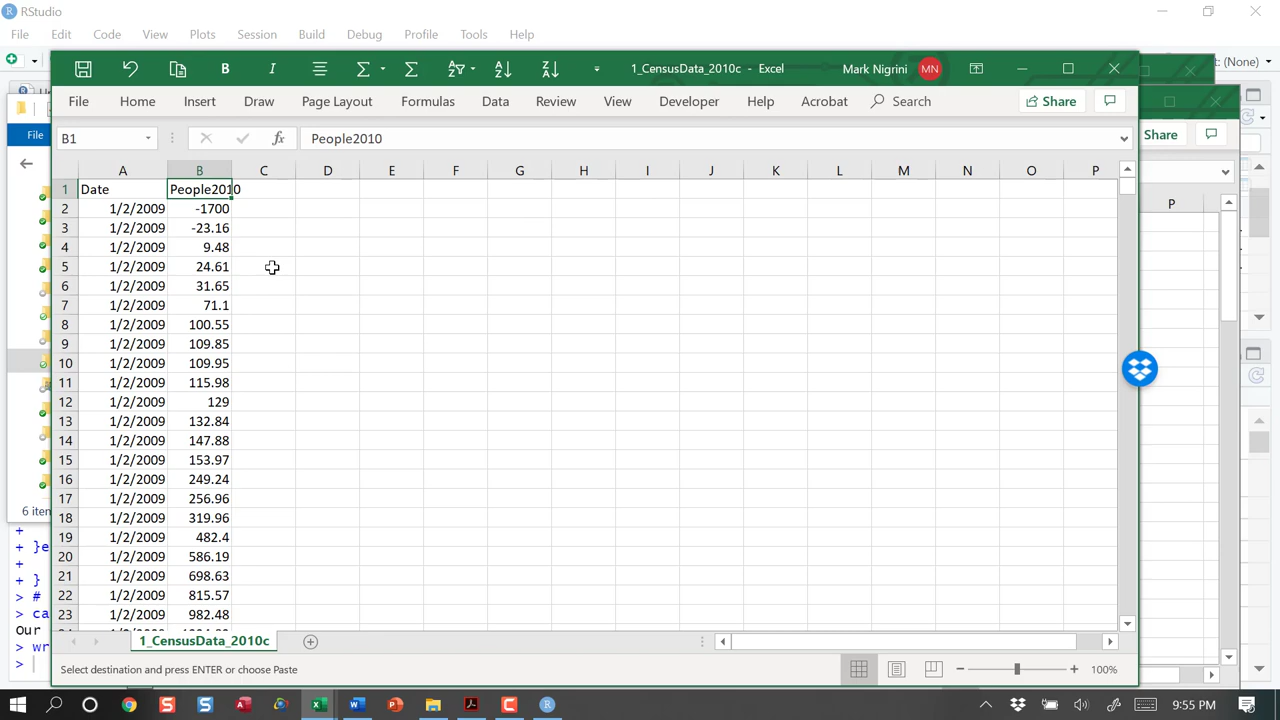 RStudio
File Edit Code View Plots Session Build Debug Profile Tools Help
(None)
1_CensusData_2010c - Excel
Mark Nigrini MN
File Home Insert Draw Page Layout Formulas Data Review View Developer Help Acrobat Search Share
File
Share
B1 fx People2010
A B C D E F G H I J K L M N O P
P
1 Date People2010
2 1/2/2009 -1700
3 1/2/2009 -23.16
4 1/2/2009 9.48
5 1/2/2009 24.61
6 1/2/2009 31.65
7 1/2/2009 71.1
8 1/2/2009 100.55
9 1/2/2009 109.85
10 1/2/2009 109.95
11 1/2/2009 115.98
12 1/2/2009 129
13 1/2/2009 132.84
14 1/2/2009 147.88
15 1/2/2009 153.97
16 1/2/2009 249.24
17 1/2/2009 256.96
18 1/2/2009 319.96
19 1/2/2009 482.4
20 1/2/2009 586.19
21 1/2/2009 698.63
22 1/2/2009 815.57
23 1/2/2009 982.48
6 item
+
+ }e
+
+ }
> #
> ca
Our
> wr
>
1_CensusData_2010c
Select destination and press ENTER or choose Paste
100%
9:55 PM